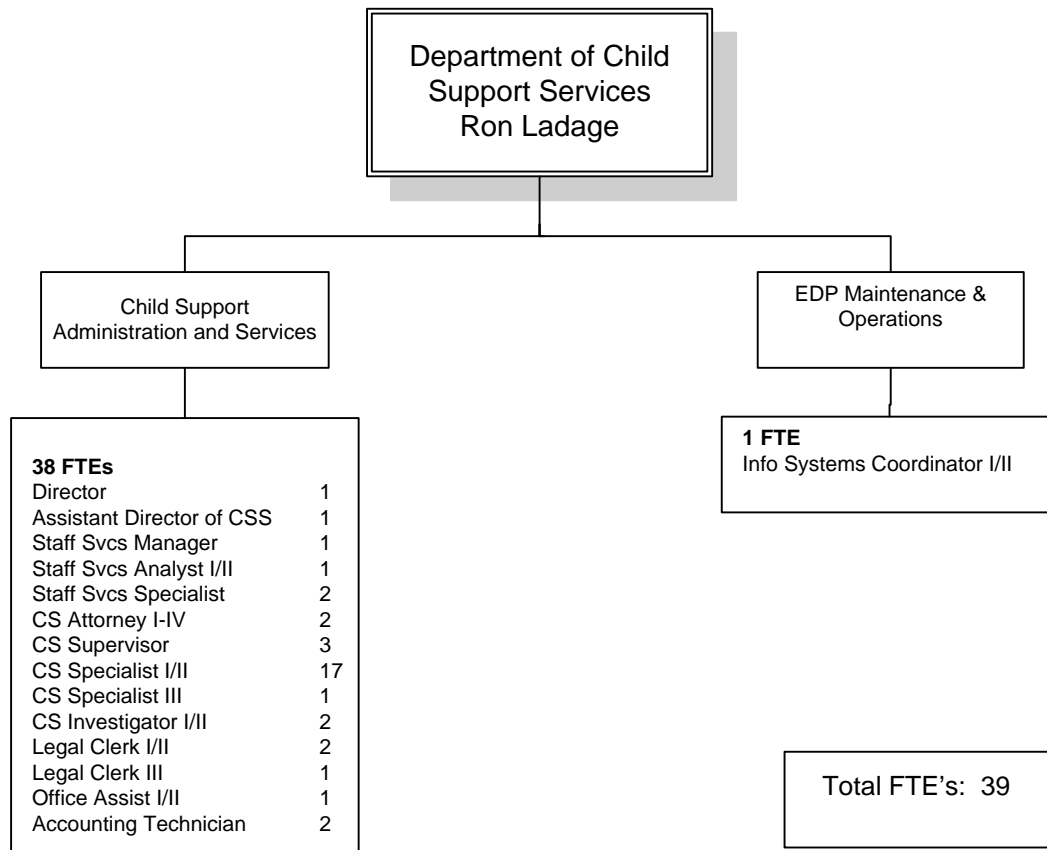 Department of Child
Support Services
Ron Ladage
Child Support
Administration and Services
EDP Maintenance &
Operations
38 FTEs
Director 1
Assistant Director of CSS 1
Staff Svcs Manager 1
Staff Svcs Analyst I/II 1
Staff Svcs Specialist 2
CS Attorney I-IV 2
CS Supervisor 3
CS Specialist I/II 17
CS Specialist III 1
CS Investigator I/II 2
Legal Clerk I/II 2
Legal Clerk III 1
Office Assist I/II 1
Accounting Technician 2
1 FTE
Info Systems Coordinator I/II
Total FTE’s: 39